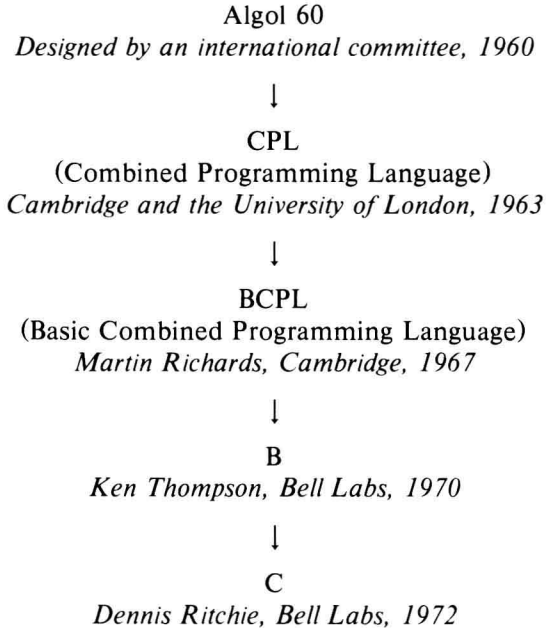 Algol 60
Designed by an international committee, 1960
↓
CPL
(Combined Programming Language)
Cambridge and the University of London, 1963
↓
BCPL
(Basic Combined Programming Language)
Martin Richards, Cambridge, 1967
↓
B
Ken Thompson, Bell Labs, 1970
↓
C
Dennis Ritchie, Bell Labs, 1972